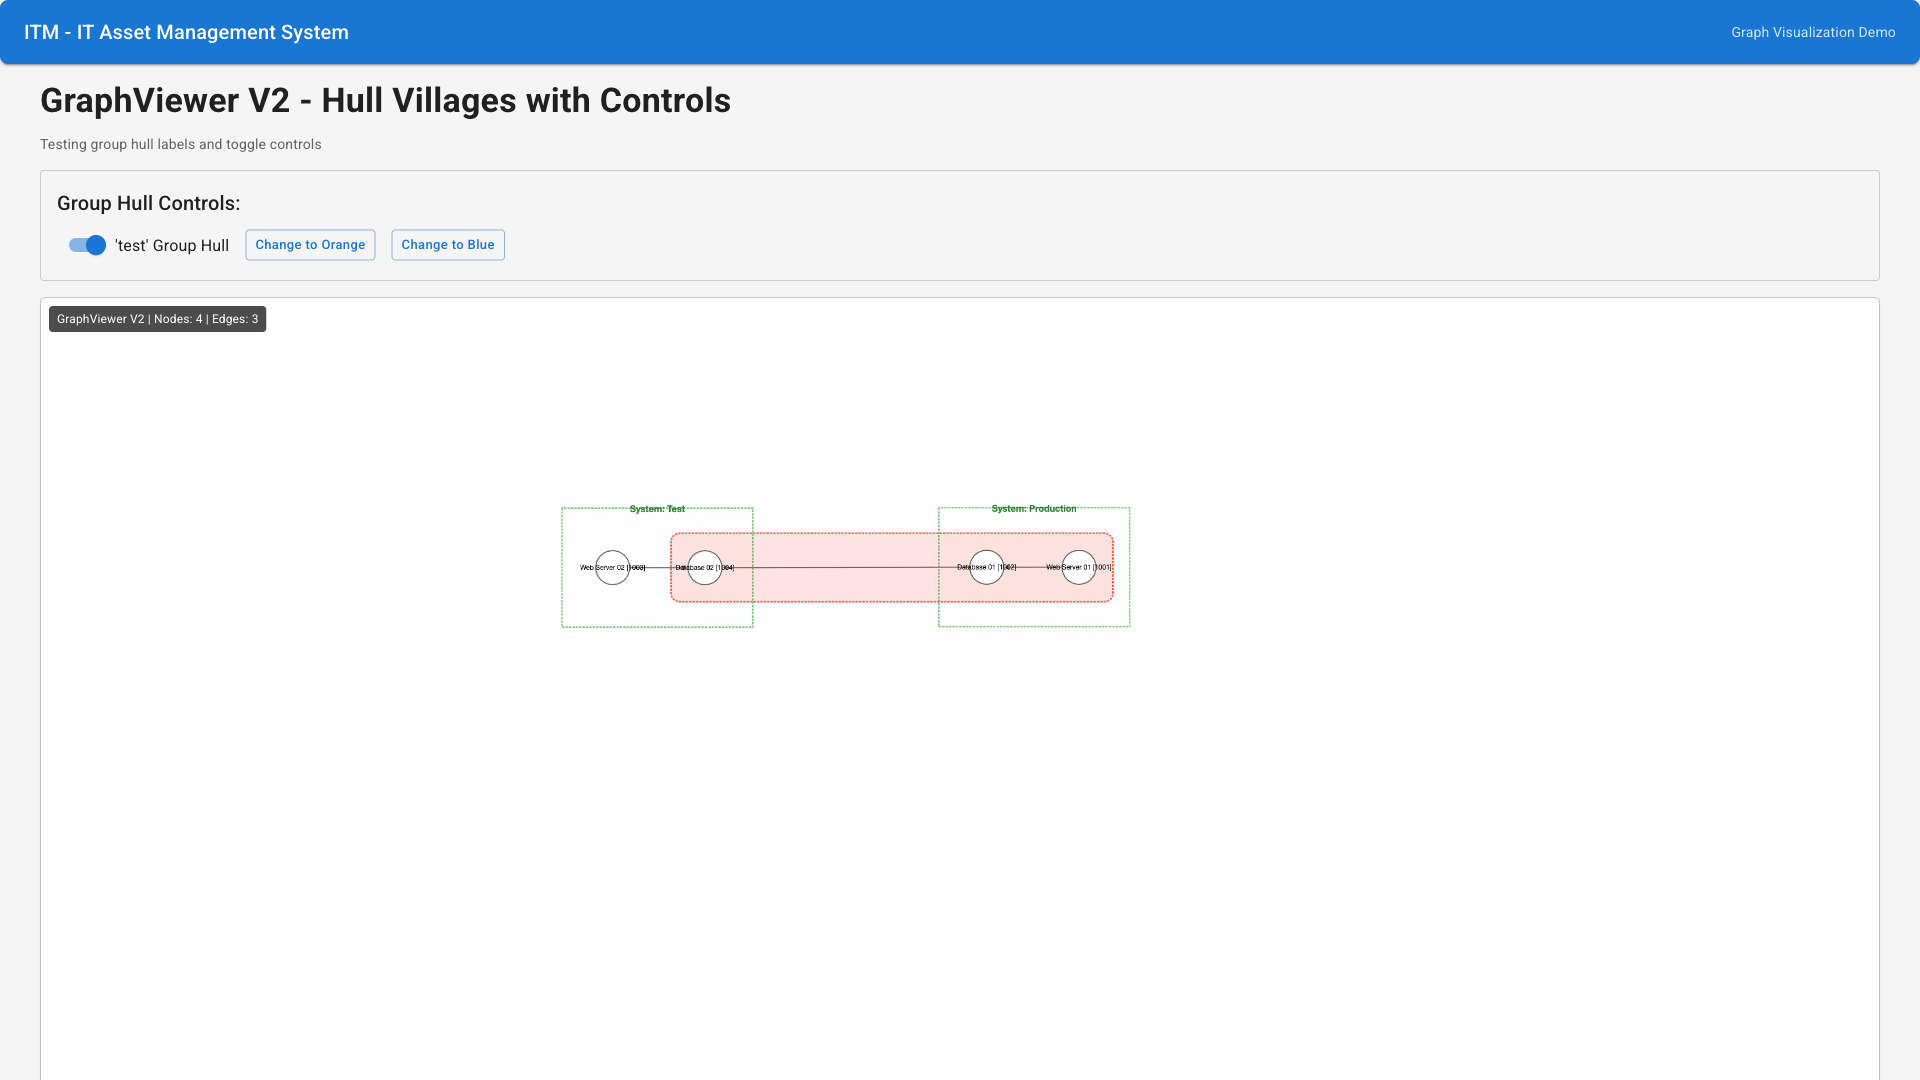 ITM - IT Asset Management System
Graph Visualization Demo
GraphViewer V2 - Hull Villages with Controls
Testing group hull labels and toggle controls
Group Hull Controls:
'test' Group Hull
Change to Orange
Change to Blue
GraphViewer V2 | Nodes: 4 | Edges: 3
System: Test
System: Production
Web Server 02 [1003]
Database 02 [1004]
Database 01 [1002]
Web Server 01 [1001]